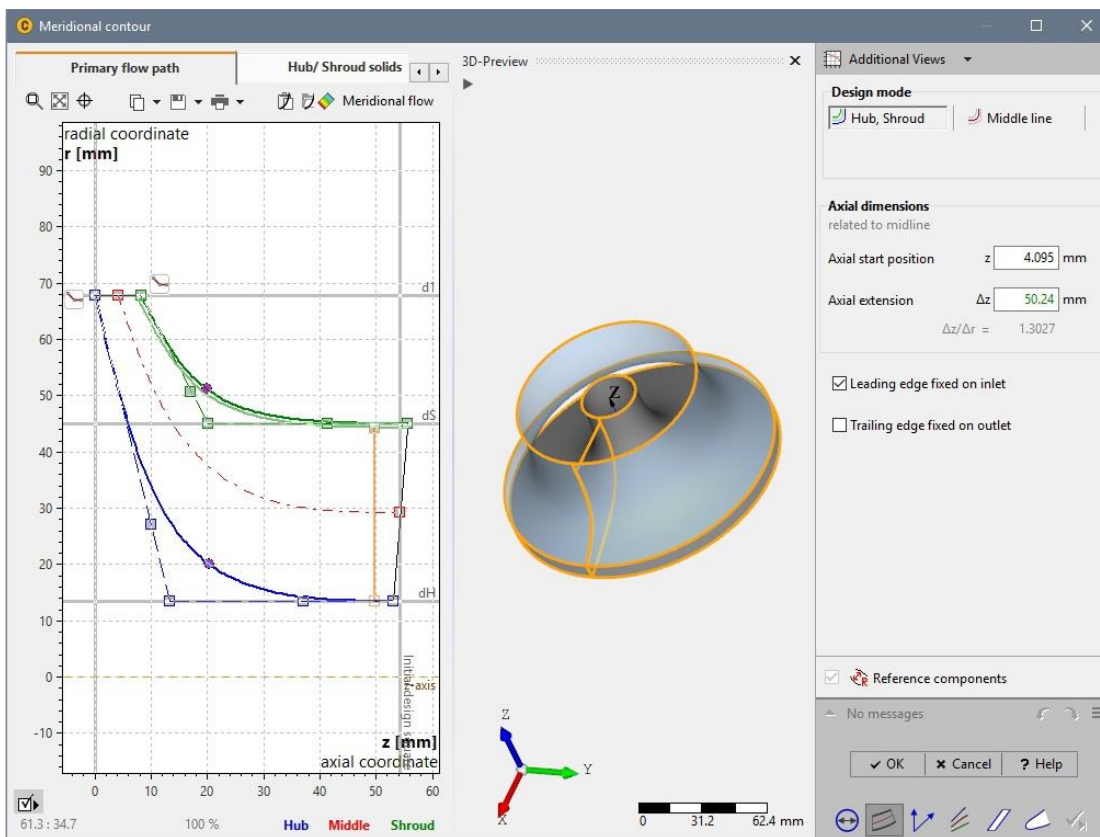 Meridional contour
Primary flow path
Hub/ Shroud solids
Meridional flow
radial coordinate
r [mm]
90
80
70
60
50
40
30
20
10
0
-10
d1
dS
dH
-axis
z [mm]
axial coordinate
0 10 20 30 40 50 60
61.3 : 34.7
100 %
Hub Middle Shroud
3D-Preview
Z
Z
Y
X
0 31.2 62.4 mm
Additional Views
Design mode
Hub, Shroud
Middle line
Axial dimensions
related to midline
Axial start position z 4.095 mm
Axial extension Δz 50.24 mm
Δz/Δr = 1.3027
Leading edge fixed on inlet
Trailing edge fixed on outlet
Reference components
No messages
OK
Cancel
? Help